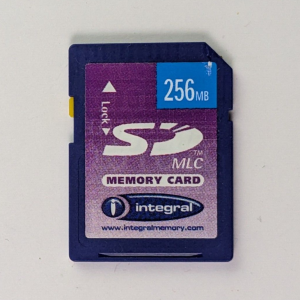 256MB
Lock
SD
TM
MLC
MEMORY CARD
i integral
www.integralmemory.com